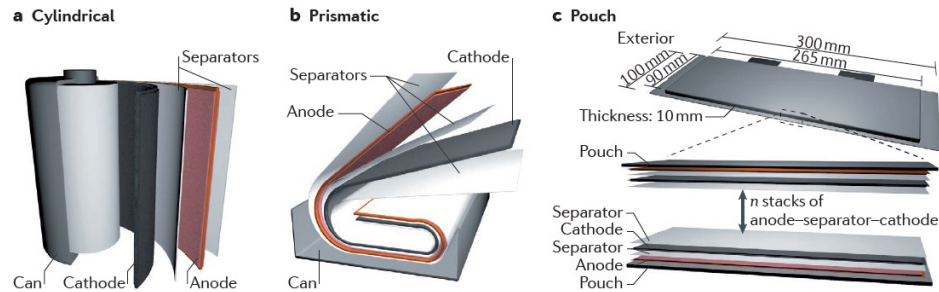 a Cylindrical
Separators
Can
Cathode
Anode
b Prismatic
Cathode
Separators
Anode
Can
c Pouch
Exterior
300 mm
265 mm
100 mm
90 mm
Thickness: 10 mm
Pouch
n stacks of
anode–separator–cathode
Separator
Cathode
Separator
Anode
Pouch